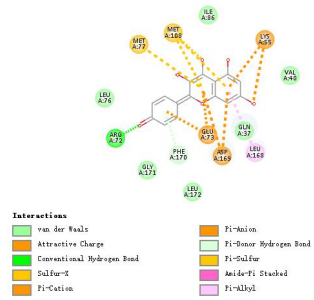 ILE
A:86
MET
A:108
LYS
A:55
MET
A:77
VAL
A:40
LEU
A:76
ARG
A:72
GLU
A:73
GLN
A:37
PHE
A:170
ASP
A:169
LEU
A:168
GLY
A:171
LEU
A:172
Interactions
van der Waals
Attractive Charge
Conventional Hydrogen Bond
Sulfur-X
Pi-Cation
Pi-Anion
Pi-Donor Hydrogen Bond
Pi-Sulfur
Amide-Pi Stacked
Pi-Alkyl